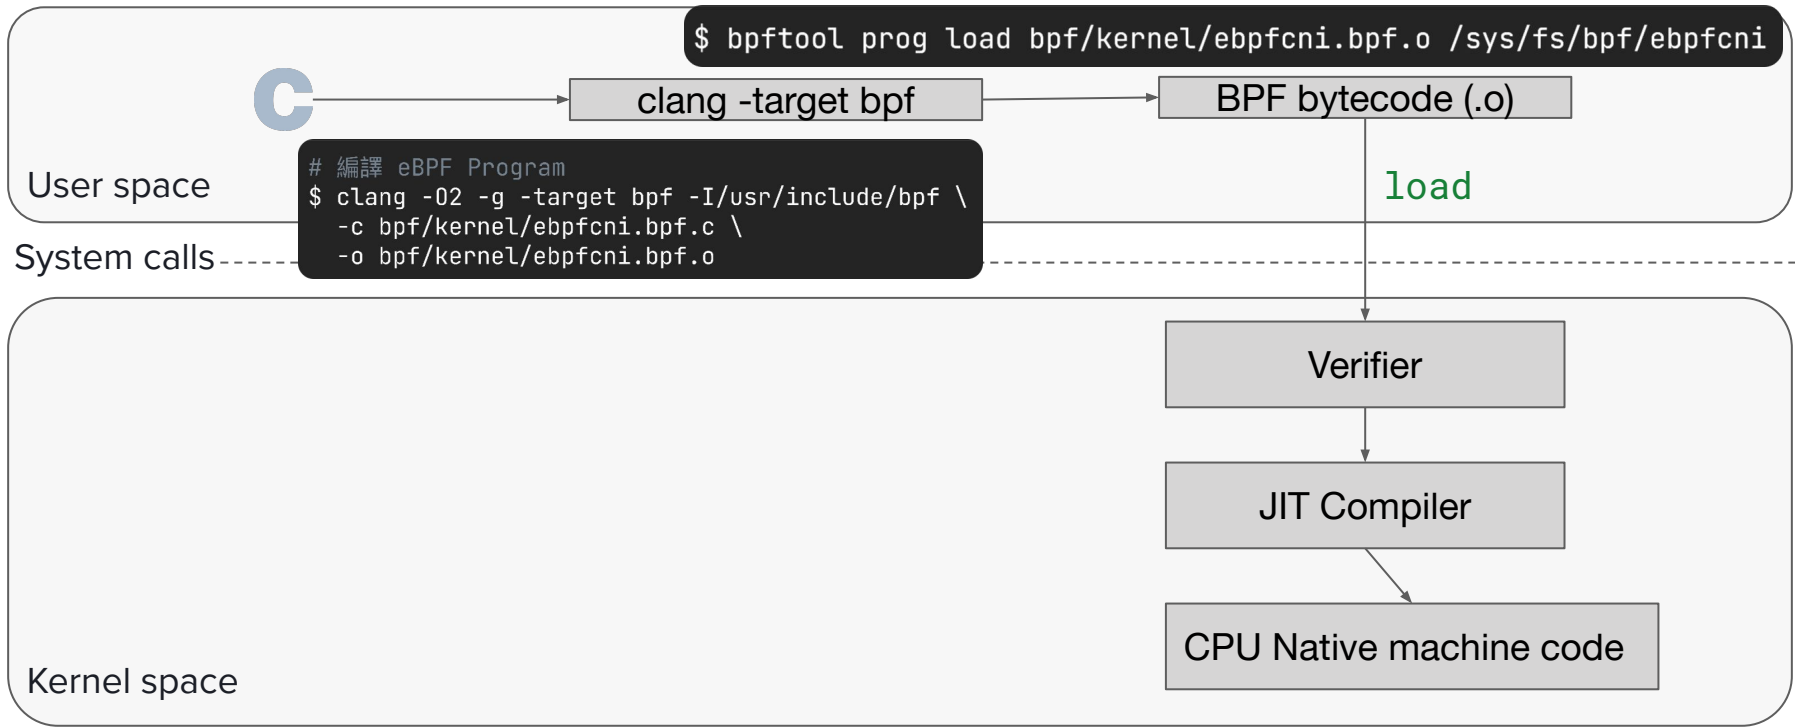 $ bpftool prog load bpf/kernel/ebpfcni.bpf.o /sys/fs/bpf/ebpfcni
C
clang -target bpf
BPF bytecode (.o)
# 編譯 eBPF Program
$ clang -O2 -g -target bpf -I/usr/include/bpf \
-c bpf/kernel/ebpfcni.bpf.c \
-o bpf/kernel/ebpfcni.bpf.o
User space
load
System calls
Verifier
JIT Compiler
CPU Native machine code
Kernel space